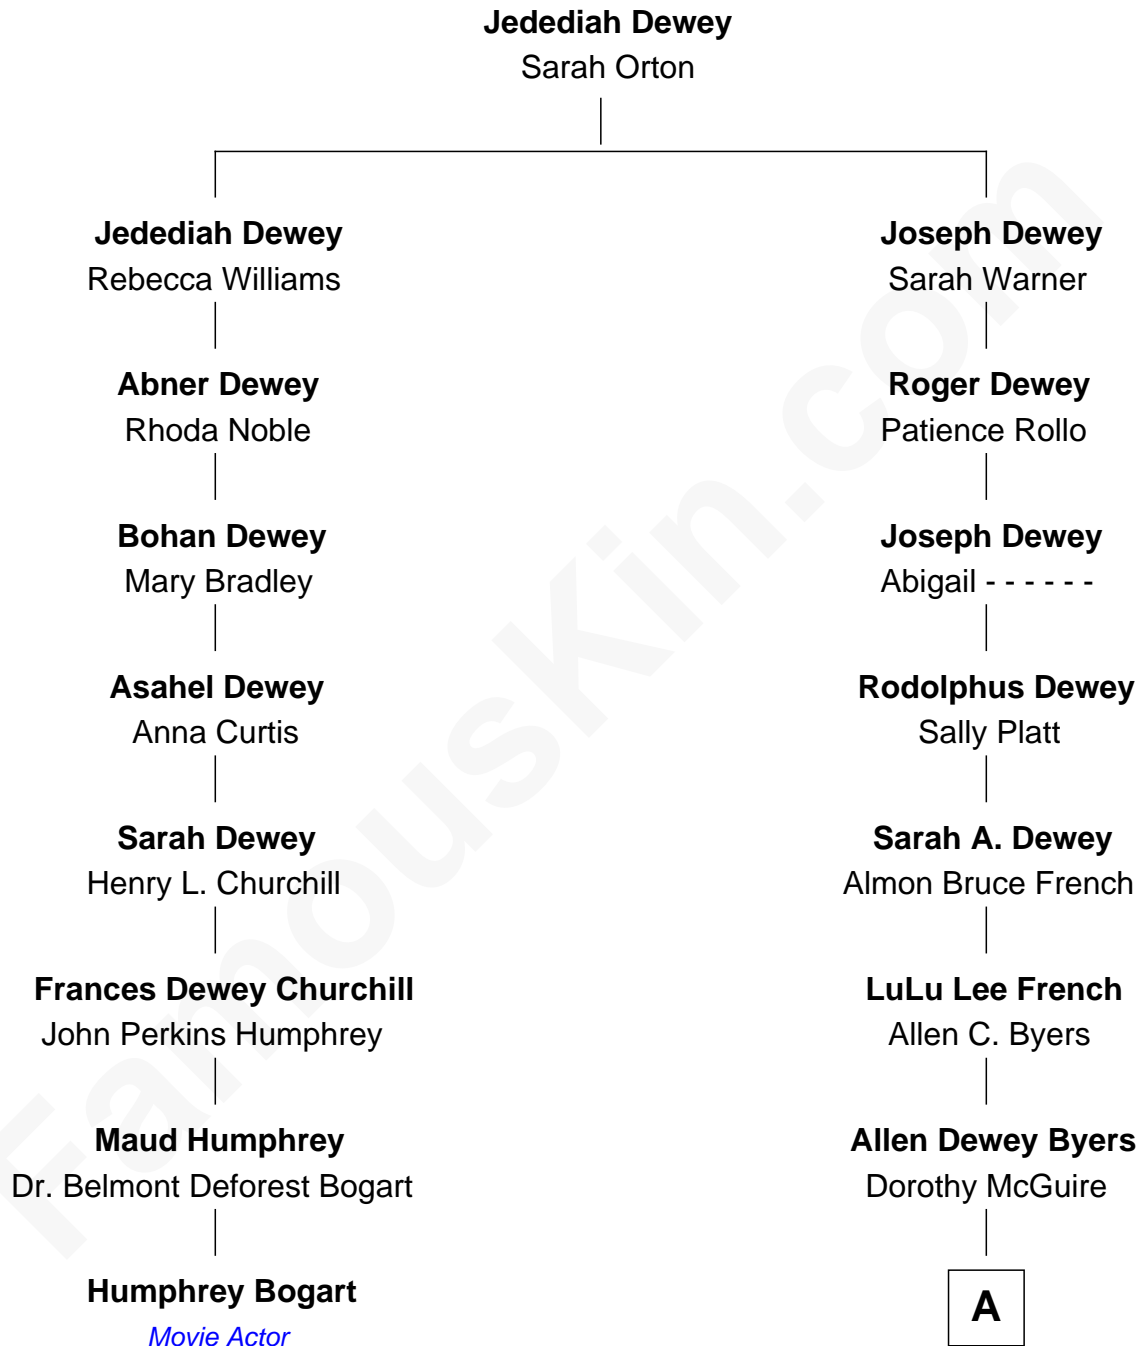 Jedediah Dewey
Sarah Orton
Jedediah Dewey
Rebecca Williams
Joseph Dewey
Sarah Warner
Abner Dewey
Rhoda Noble
Roger Dewey
Patience Rollo
Bohan Dewey
Mary Bradley
Joseph Dewey
Abigail - - - - - -
Asahel Dewey
Anna Curtis
Rodolphus Dewey
Sally Platt
Sarah Dewey
Henry L. Churchill
Sarah A. Dewey
Almon Bruce French
Frances Dewey Churchill
John Perkins Humphrey
LuLu Lee French
Allen C. Byers
Maud Humphrey
Dr. Belmont Deforest Bogart
Allen Dewey Byers
Dorothy McGuire
Humphrey Bogart
Movie Actor
A
FamousKin.com